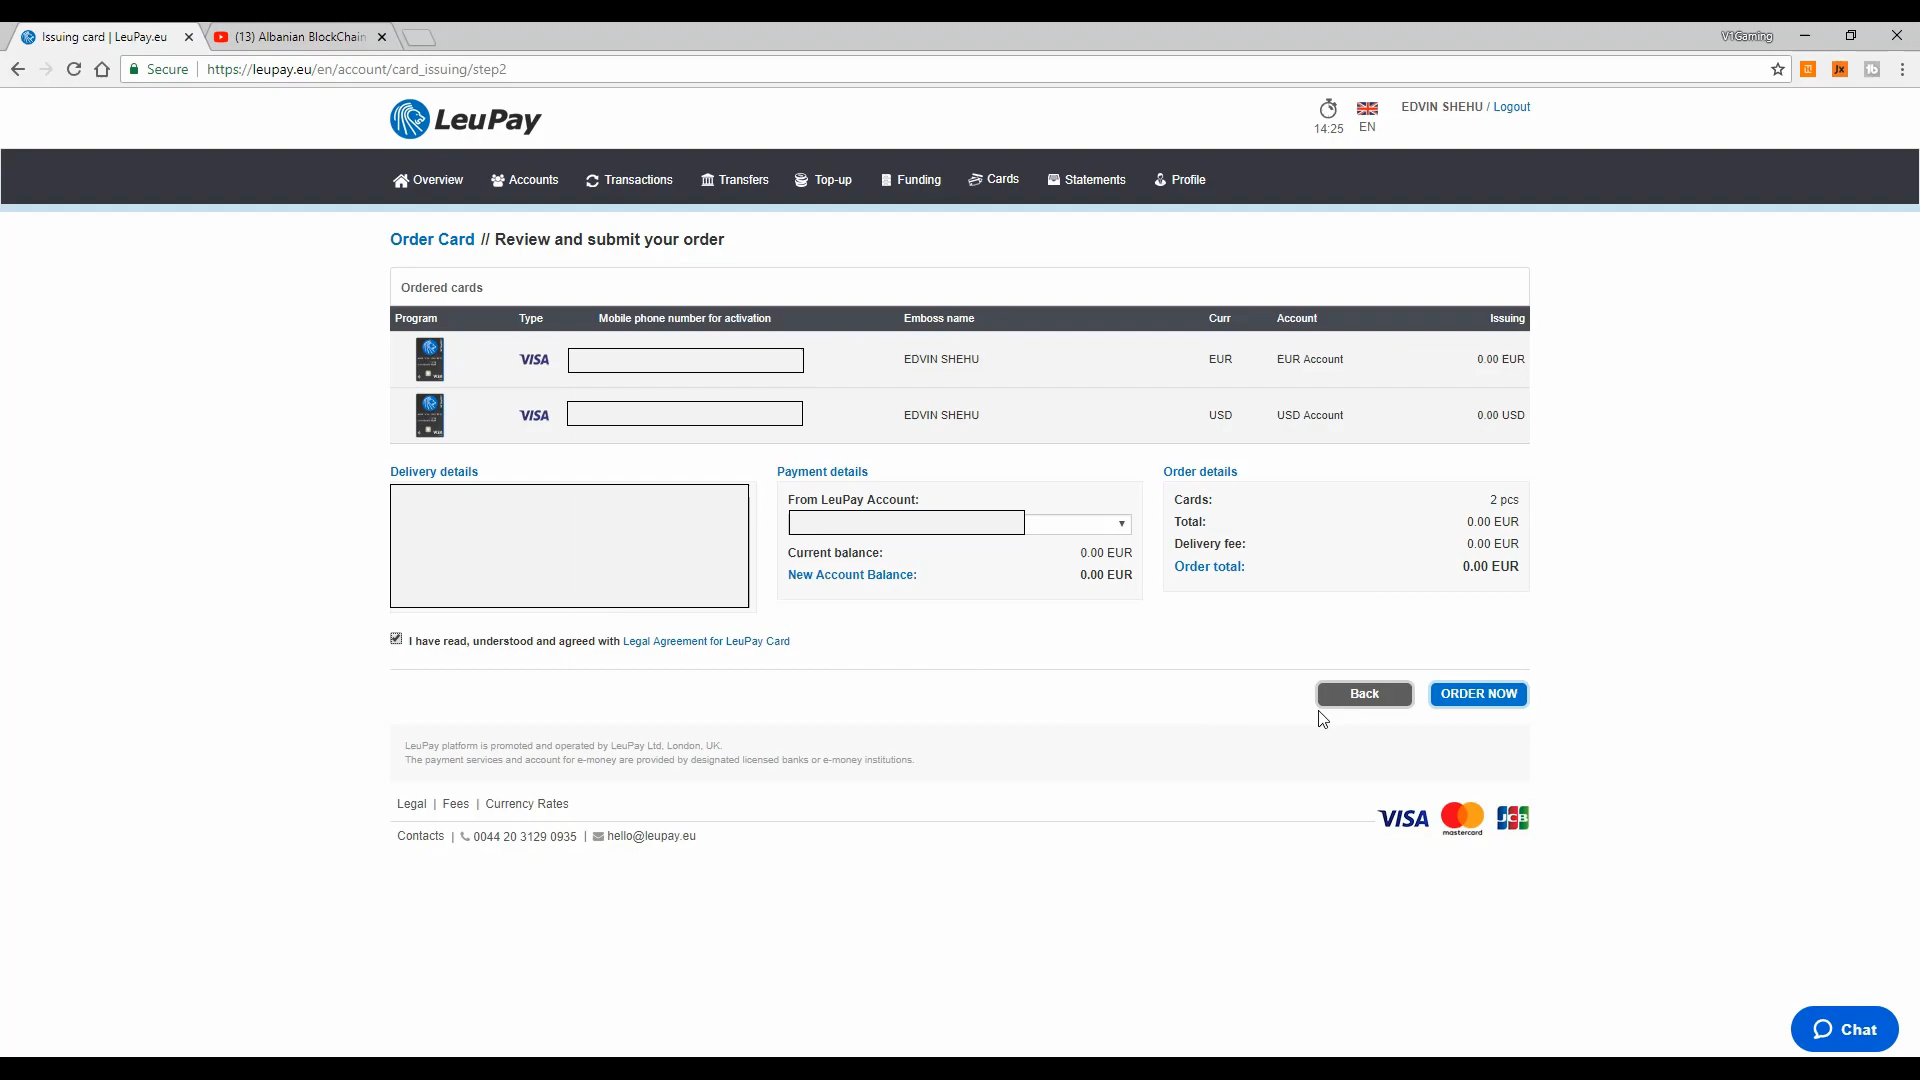 Issuing card | LeuPay.eu
(13) Albanian BlockChain
V1Gaming
Secure | https://leupay.eu/en/account/card_issuing/step2
Jx
tb
LeuPay
14:25
EN
EDVIN SHEHU / Logout
Overview Accounts Transactions Transfers Top-up Funding Cards Statements Profile
Order Card // Review and submit your order
Ordered cards
Program Type Mobile phone number for activation Emboss name Curr Account Issuing
VISA EDVIN SHEHU EUR EUR Account 0.00 EUR
VISA EDVIN SHEHU USD USD Account 0.00 USD
Delivery details
Payment details
From LeuPay Account:
Current balance: 0.00 EUR
New Account Balance: 0.00 EUR
Order details
Cards: 2 pcs
Total: 0.00 EUR
Delivery fee: 0.00 EUR
Order total: 0.00 EUR
I have read, understood and agreed with Legal Agreement for LeuPay Card
Back ORDER NOW
LeuPay platform is promoted and operated by LeuPay Ltd, London, UK.
The payment services and account for e-money are provided by designated licensed banks or e-money institutions.
Legal | Fees | Currency Rates
VISA mastercard JCB
Contacts | 0044 20 3129 0935 | hello@leupay.eu
Chat